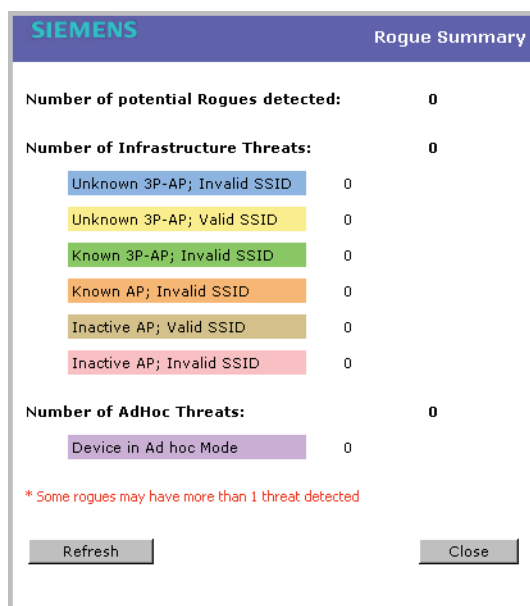 SIEMENS
Rogue Summary
Number of potential Rogues detected: 0
Number of Infrastructure Threats: 0
Unknown 3P-AP; Invalid SSID 0
Unknown 3P-AP; Valid SSID 0
Known 3P-AP; Invalid SSID 0
Known AP; Invalid SSID 0
Inactive AP; Valid SSID 0
Inactive AP; Invalid SSID 0
Number of AdHoc Threats: 0
Device in Ad hoc Mode 0
* Some rogues may have more than 1 threat detected
Refresh Close